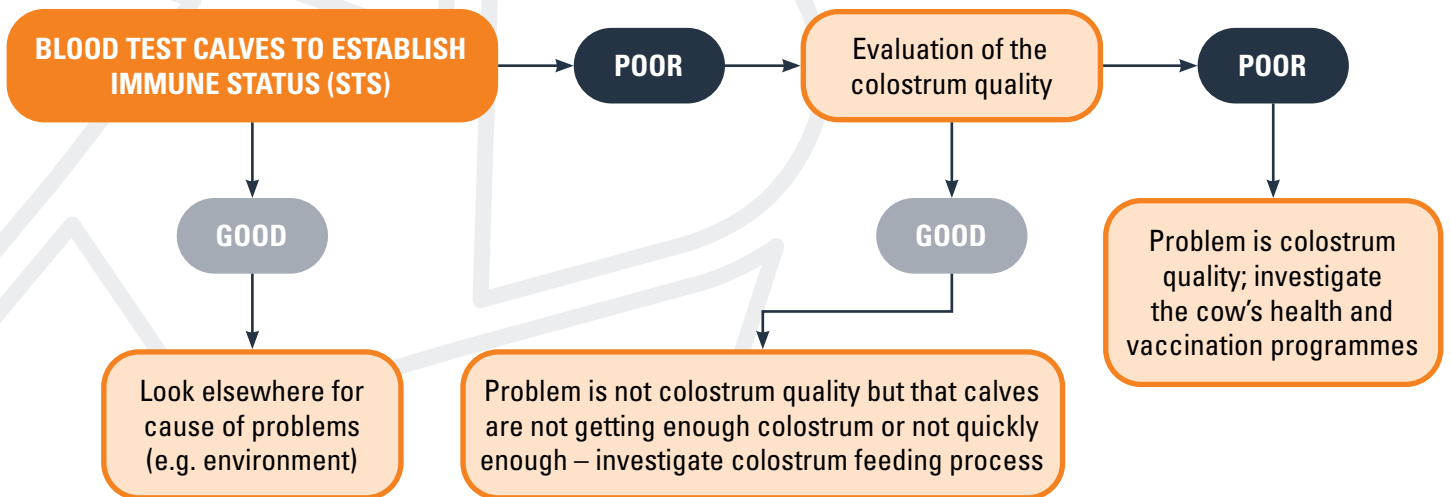 BLOOD TEST CALVES TO ESTABLISH
IMMUNE STATUS (STS)
POOR
Evaluation of the
colostrum quality
POOR
GOOD
GOOD
Problem is colostrum
quality; investigate
the cow’s health and
vaccination programmes
Look elsewhere for
cause of problems
(e.g. environment)
Problem is not colostrum quality but that calves
are not getting enough colostrum or not quickly
enough – investigate colostrum feeding process